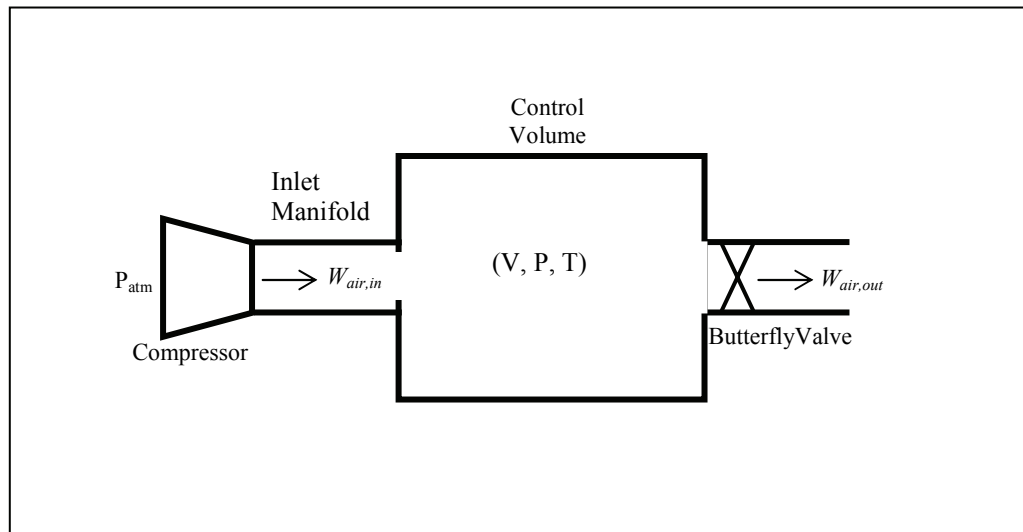 Control
Volume
Inlet
Manifold
(V, P, T)
P_atm
W_air,in
W_air,out
Compressor
ButterflyValve